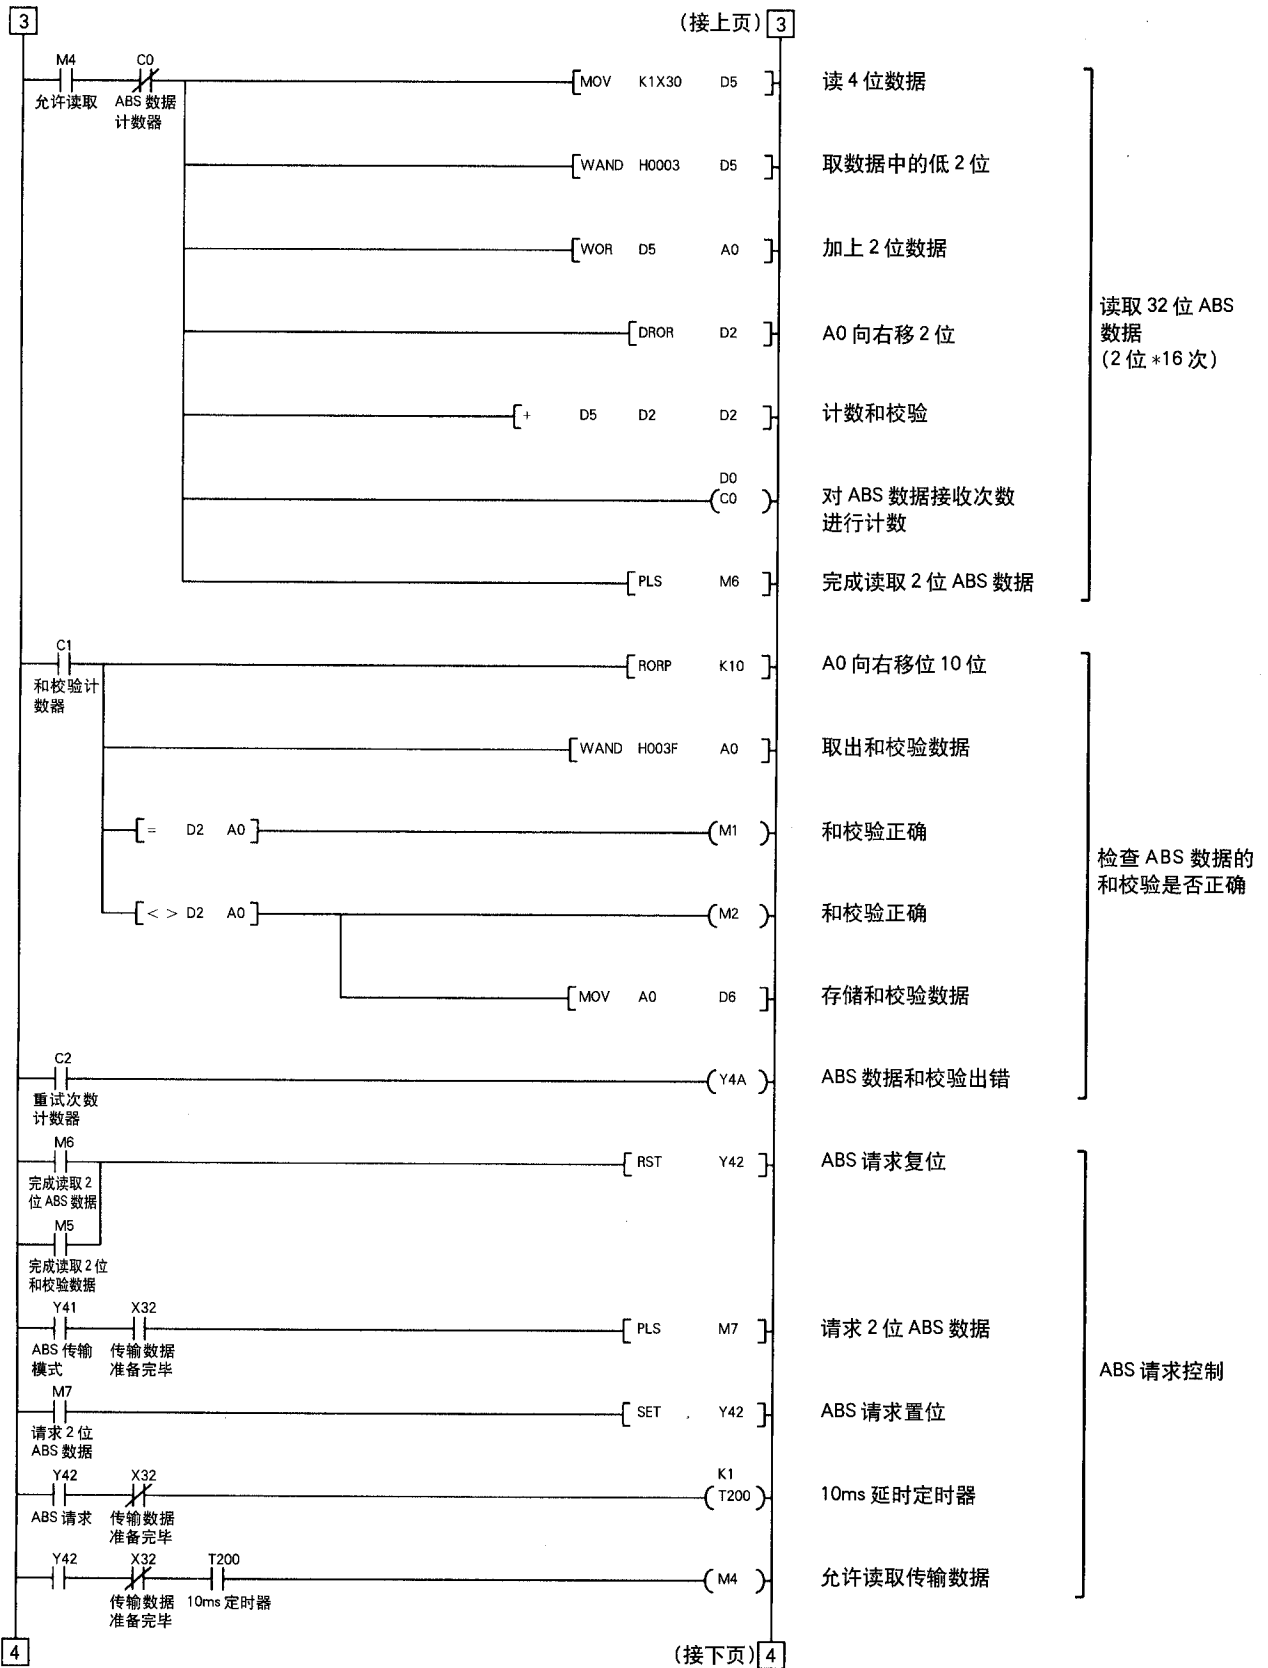 3
(接上页) 3
M4
C0
MOV K1X30 D5
读 4 位数据
允许读取
ABS 数据
计数器
WAND H0003 D5
取数据中的低 2 位
WOR D5 A0
加上 2 位数据
读取 32 位 ABS
数据
(2 位 *16 次)
DROR D2
A0 向右移 2 位
+ D5 D2 D2
计数和校验
D0
C0
对 ABS 数据接收次数
进行计数
PLS M6
完成读取 2 位 ABS 数据
C1
和校验计
数器
RORP K10
A0 向右移位 10 位
WAND H003F A0
取出和校验数据
= D2 A0
M1
和校验正确
检查 ABS 数据的
和校验是否正确
< > D2 A0
M2
和校验正确
MOV A0 D6
存储和校验数据
C2
重试次数
计数器
Y4A
ABS 数据和校验出错
M6
完成读取 2
位 ABS 数据
RST Y42
ABS 请求复位
M5
完成读取 2 位
和校验数据
Y41
X32
ABS 传输
模式
传输数据
准备完毕
PLS M7
请求 2 位 ABS 数据
ABS 请求控制
M7
请求 2 位
ABS 数据
SET Y42
ABS 请求置位
Y42
X32
ABS 请求
传输数据
准备完毕
K1
T200
10ms 延时定时器
Y42
X32
T200
传输数据
准备完毕
10ms 定时器
M4
允许读取传输数据
4
(接下页) 4